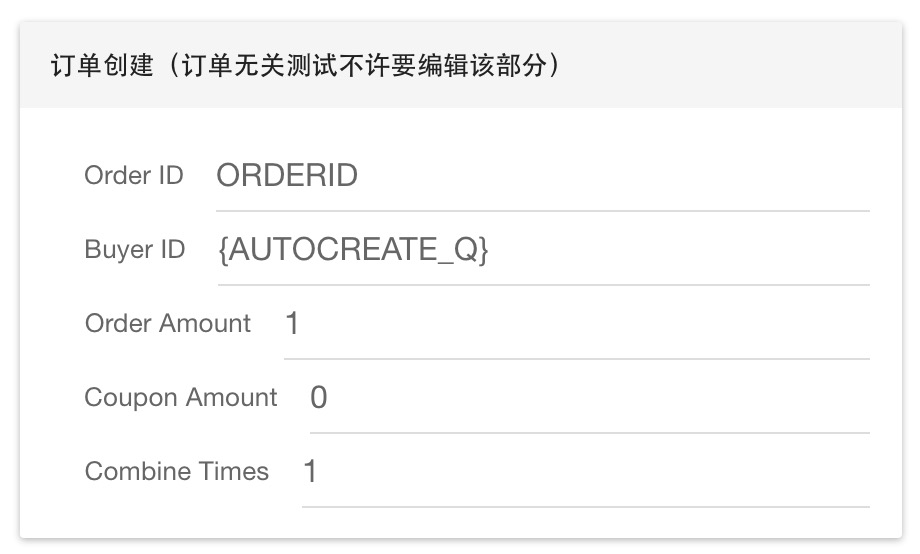 订单创建（订单无关测试不许要编辑该部分）
Order ID ORDERID
Buyer ID {AUTOCREATE_Q}
Order Amount 1
Coupon Amount 0
Combine Times 1